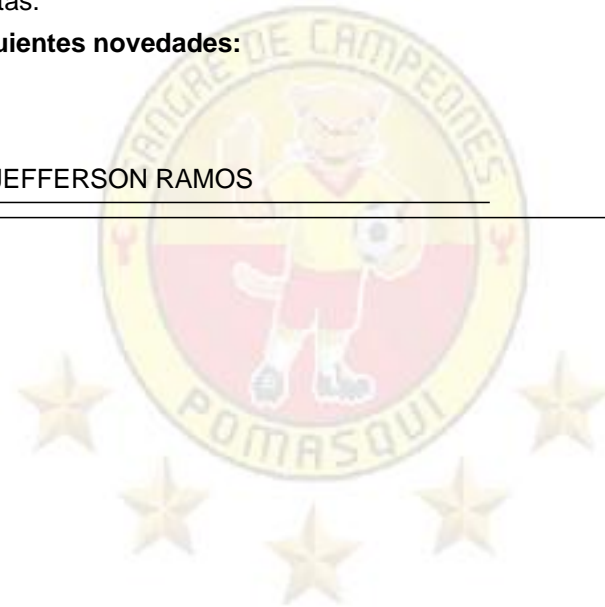 tas.
uientes novedades:
JEFFERSON RAMOS
SANGRE DE CAMPEONES
POMASQUI